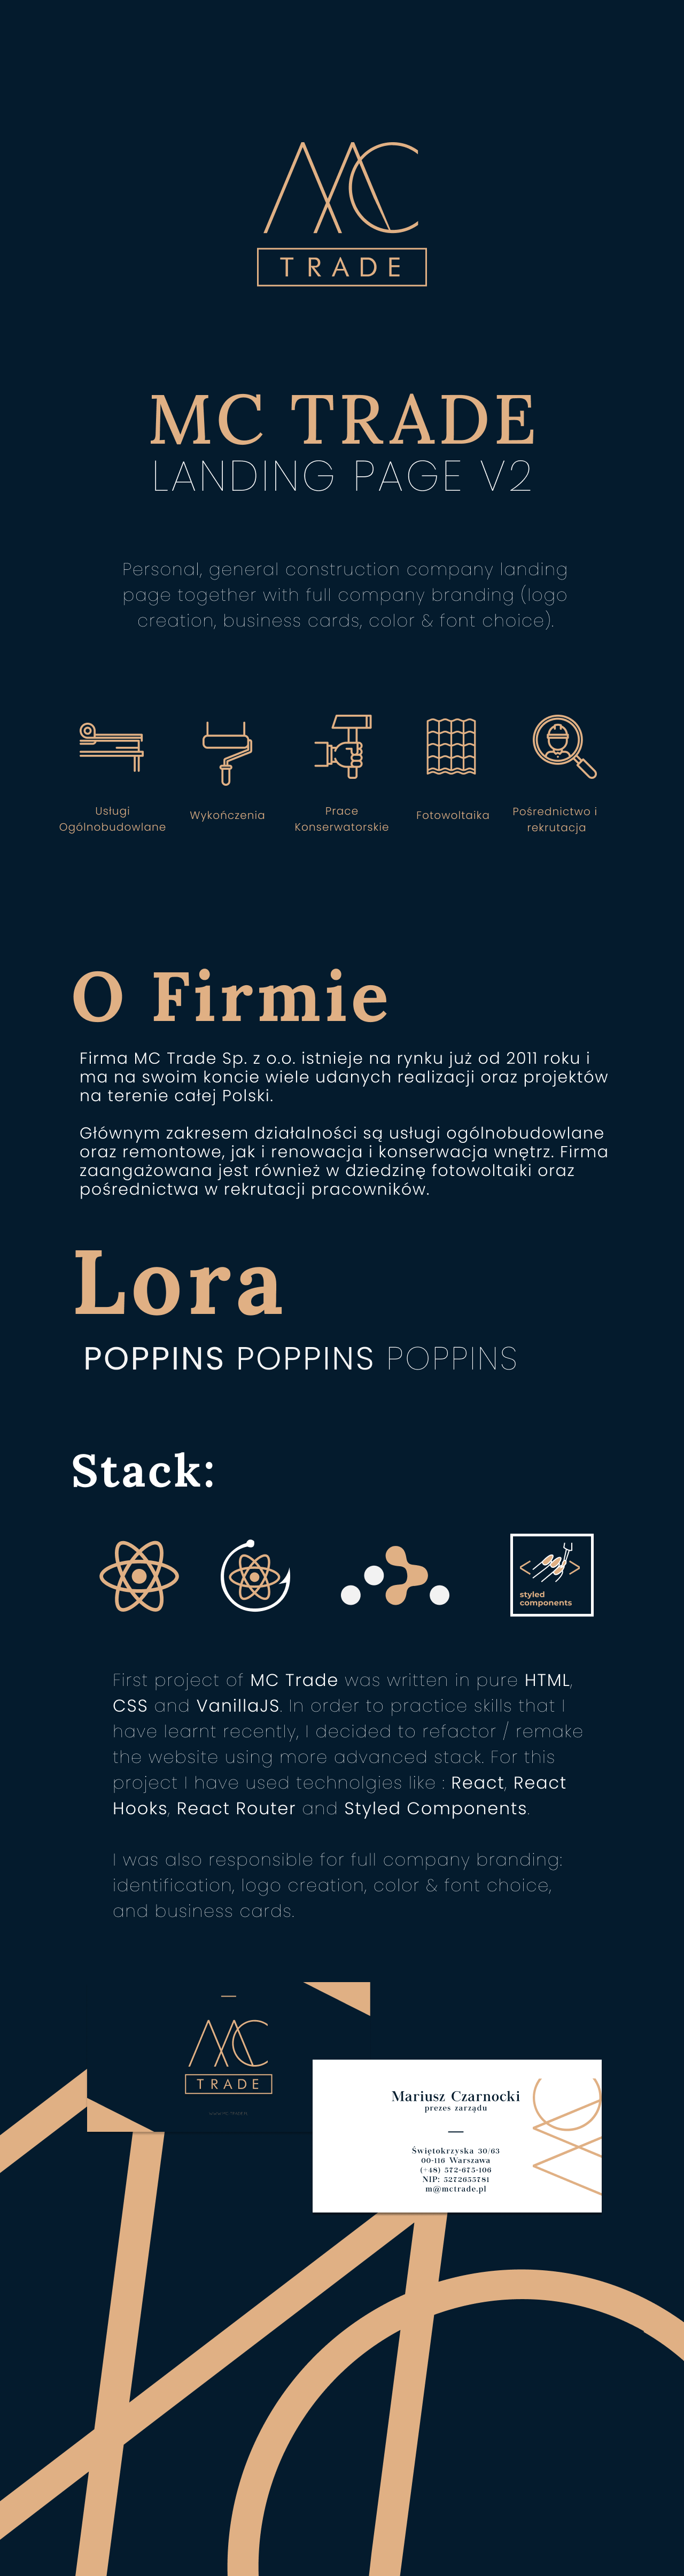 MC
TRADE
MC TRADE
LANDING PAGE V2
Personal, general construction company landing
page together with full company branding (logo
creation, business cards, color & font choice).
Usługi
Ogólnobudowlane
Wykończenia
Prace
Konserwatorskie
Fotowoltaika
Pośrednictwo i
rekrutacja
O Firmie
Firma MC Trade Sp. z o.o. istnieje na rynku już od 2011 roku i
ma na swoim koncie wiele udanych realizacji oraz projektów
na terenie całej Polski.
Głównym zakresem działalności są usługi ogólnobudowlane
oraz remontowe, jak i renowacja i konserwacja wnętrz. Firma
zaangażowana jest również w dziedzinę fotowoltaiki oraz
pośrednictwa w rekrutacji pracowników.
Lora
POPPINS POPPINS POPPINS
Stack:
styled
components
First project of MC Trade was written in pure HTML,
CSS and VanillaJS. In order to practice skills that I
have learnt recently, I decided to refactor / remake
the website using more advanced stack. For this
project I have used technolgies like : React, React
Hooks, React Router and Styled Components.
I was also responsible for full company branding:
identification, logo creation, color & font choice,
and business cards.
MC
TRADE
Mariusz Czarnocki
prezes zarządu
Świętokrzyska 30/63
00-116 Warszawa
(+48) 572-675-106
NIP: 5272655781
m@mctrade.pl
MC